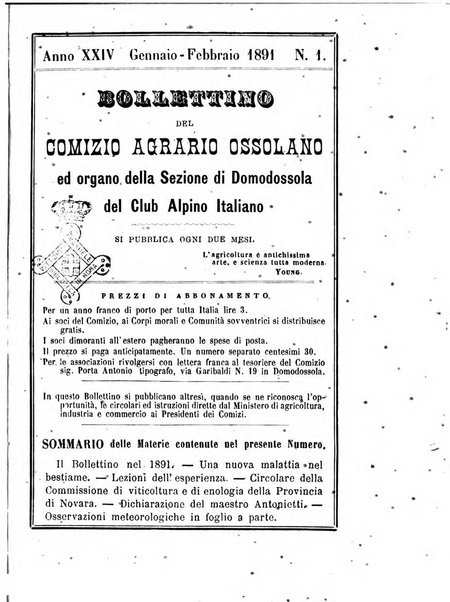 Anno XXIV Gennaio-Febbraio 1891 N. 1.
BOLLETTINO
DEL
COMIZIO AGRARIO OSSOLANO
ed organo della Sezione di Domodossola
del Club Alpino Italiano
SI PUBBLICA OGNI DUE MESI.
L'agricoltura è antichissima
arte, e scienza tutta moderna
YOUNG.
PREZZI DI ABBONAMENTO.
Per un anno franco di porto per tutta Italia lire 3.
Ai soci del Comizio, ai Corpi morali e Comunità sovventrici si distribuisce
gratis.
I soci dimoranti all'estero pagheranno le spese di posta.
Il prezzo si paga anticipatamente. Un numero separato centesimi 30.
Per le associazioni rivolgersi con lettera franca al tesoriere del Comizio
sig. Porta Antonio tipografo, via Garibaldi N. 19 in Domodossola.
In questo Bollettino si pubblicano altresì, quando se ne riconosca l'op-
portunità, le circolari ed istruzioni dirette dal Ministero di agricoltura,
industria e commercio ai Presidenti dei Comizi.
SOMMARIO delle Materie contenute nel presente Numero.
Il Bollettino nel 1891. — Una nuova malattia nel
bestiame. — Lezioni dell'esperienza. — Circolare della
Commissione di viticoltura e di enologia della Provincia
di Novara. — Dichiarazione del maestro Antonietti. —
Osservazioni meteorologiche in foglio a parte.